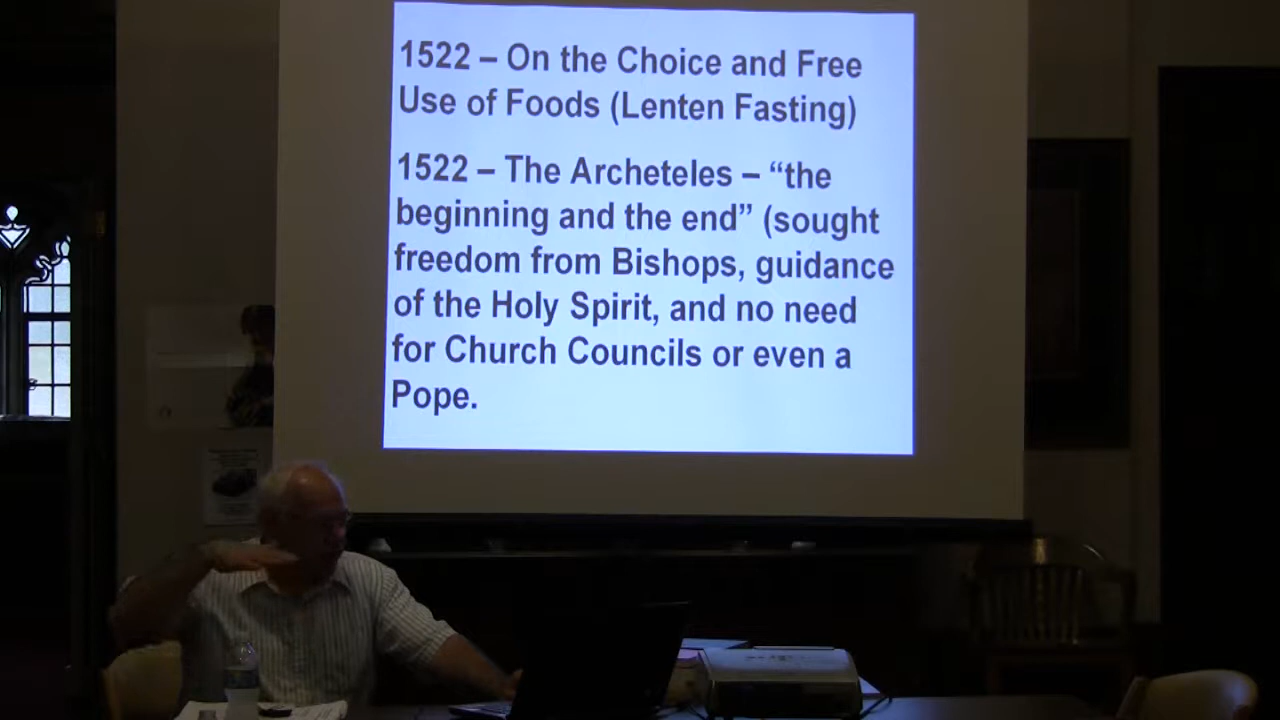 1522 – On the Choice and Free
Use of Foods (Lenten Fasting)
1522 – The Archeteles – “the
beginning and the end” (sought
freedom from Bishops, guidance
of the Holy Spirit, and no need
for Church Councils or even a
Pope.